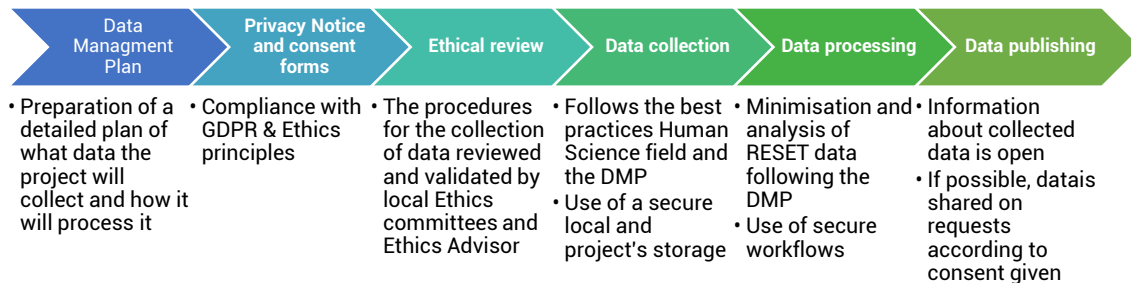 Data
Managment
Plan
Privacy Notice
and consent
forms
Ethical review
Data collection
Data processing
Data publishing
• Preparation of a
detailed plan of
what data the
project will
collect and how it
will process it
• Compliance with
GDPR & Ethics
principles
• The procedures
for the collection
of data reviewed
and validated by
local Ethics
committees and
Ethics Advisor
• Follows the best
practices Human
Science field and
the DMP
• Use of a secure
local and
project's storage
• Minimisation and
analysis of
RESET data
following the
DMP
• Use of secure
workflows
• Information
about collected
data is open
• If possible, datais
shared on
requests
according to
consent given